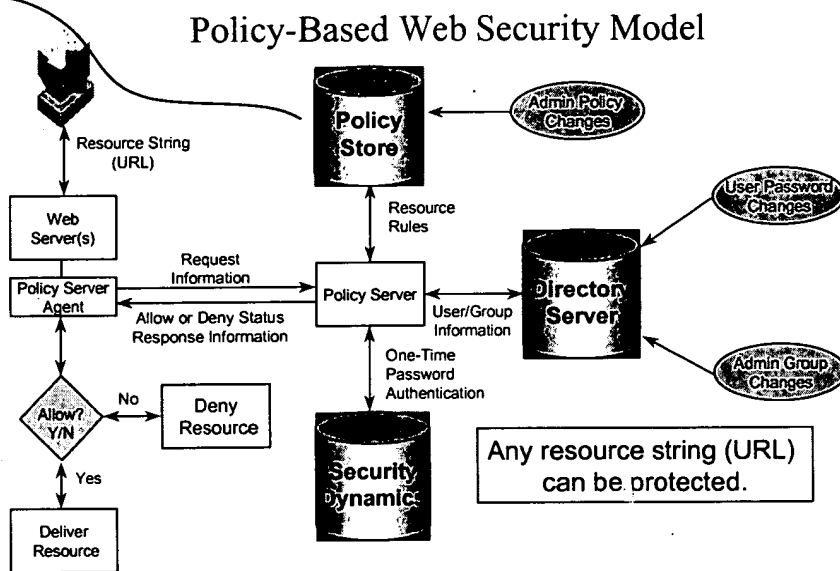 Policy-Based Web Security Model
Resource String
(URL)
Web
Server(s)
Policy Server
Agent
Request
Information
Allow or Deny Status
Response Information
Allow?
Y/N
No
Deny
Resource
Yes
Deliver
Resource
Policy
Store
Admin Policy
Changes
Resource
Rules
Policy Server
User/Group
Information
Directory
Server
User Password
Changes
Admin Group
Changes
One-Time
Password
Authentication
Security
Dynamics
Any resource string (URL)
can be protected.